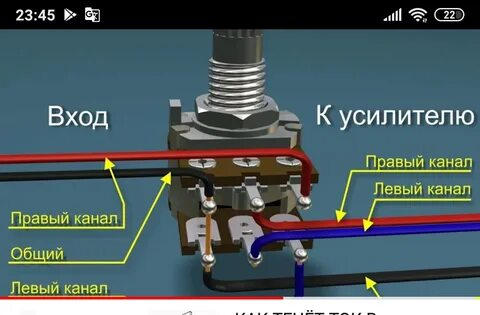 23:45
22
Вход
К усилителю
Правый канал
Левый канал
Правый канал
Общий
Левый канал